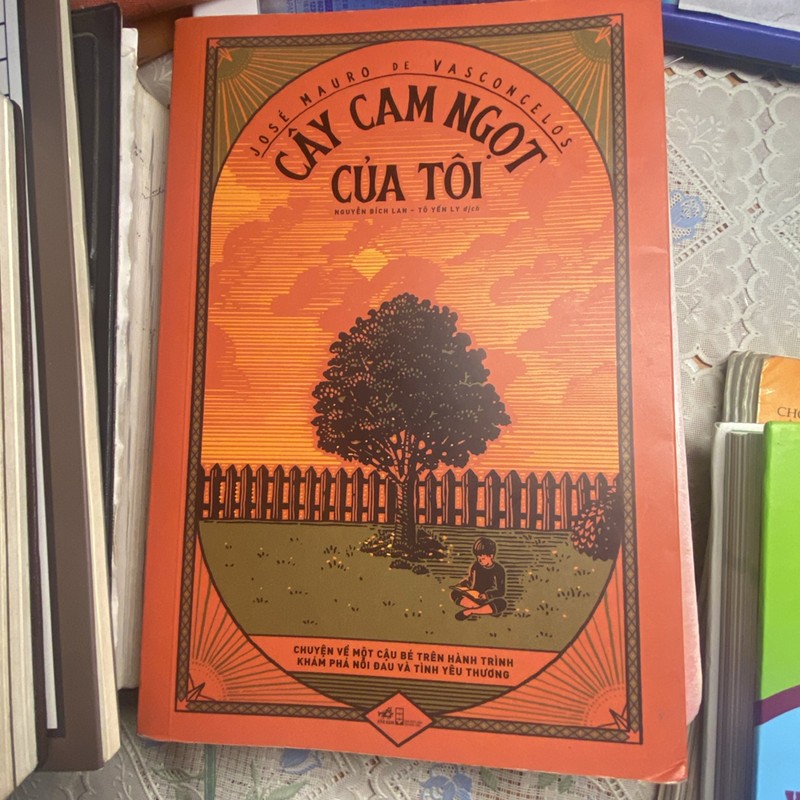 JOSÉ MAURO DE VASCONCELOS
CÂY CAM NGỌT
CỦA TÔI
NGUYỄN BÍCH LAN – TÔ YẾN LY dịch
CHUYỆN VỀ MỘT CẬU BÉ TRÊN HÀNH TRÌNH
KHÁM PHÁ NỖI ĐAU VÀ TÌNH YÊU THƯƠNG